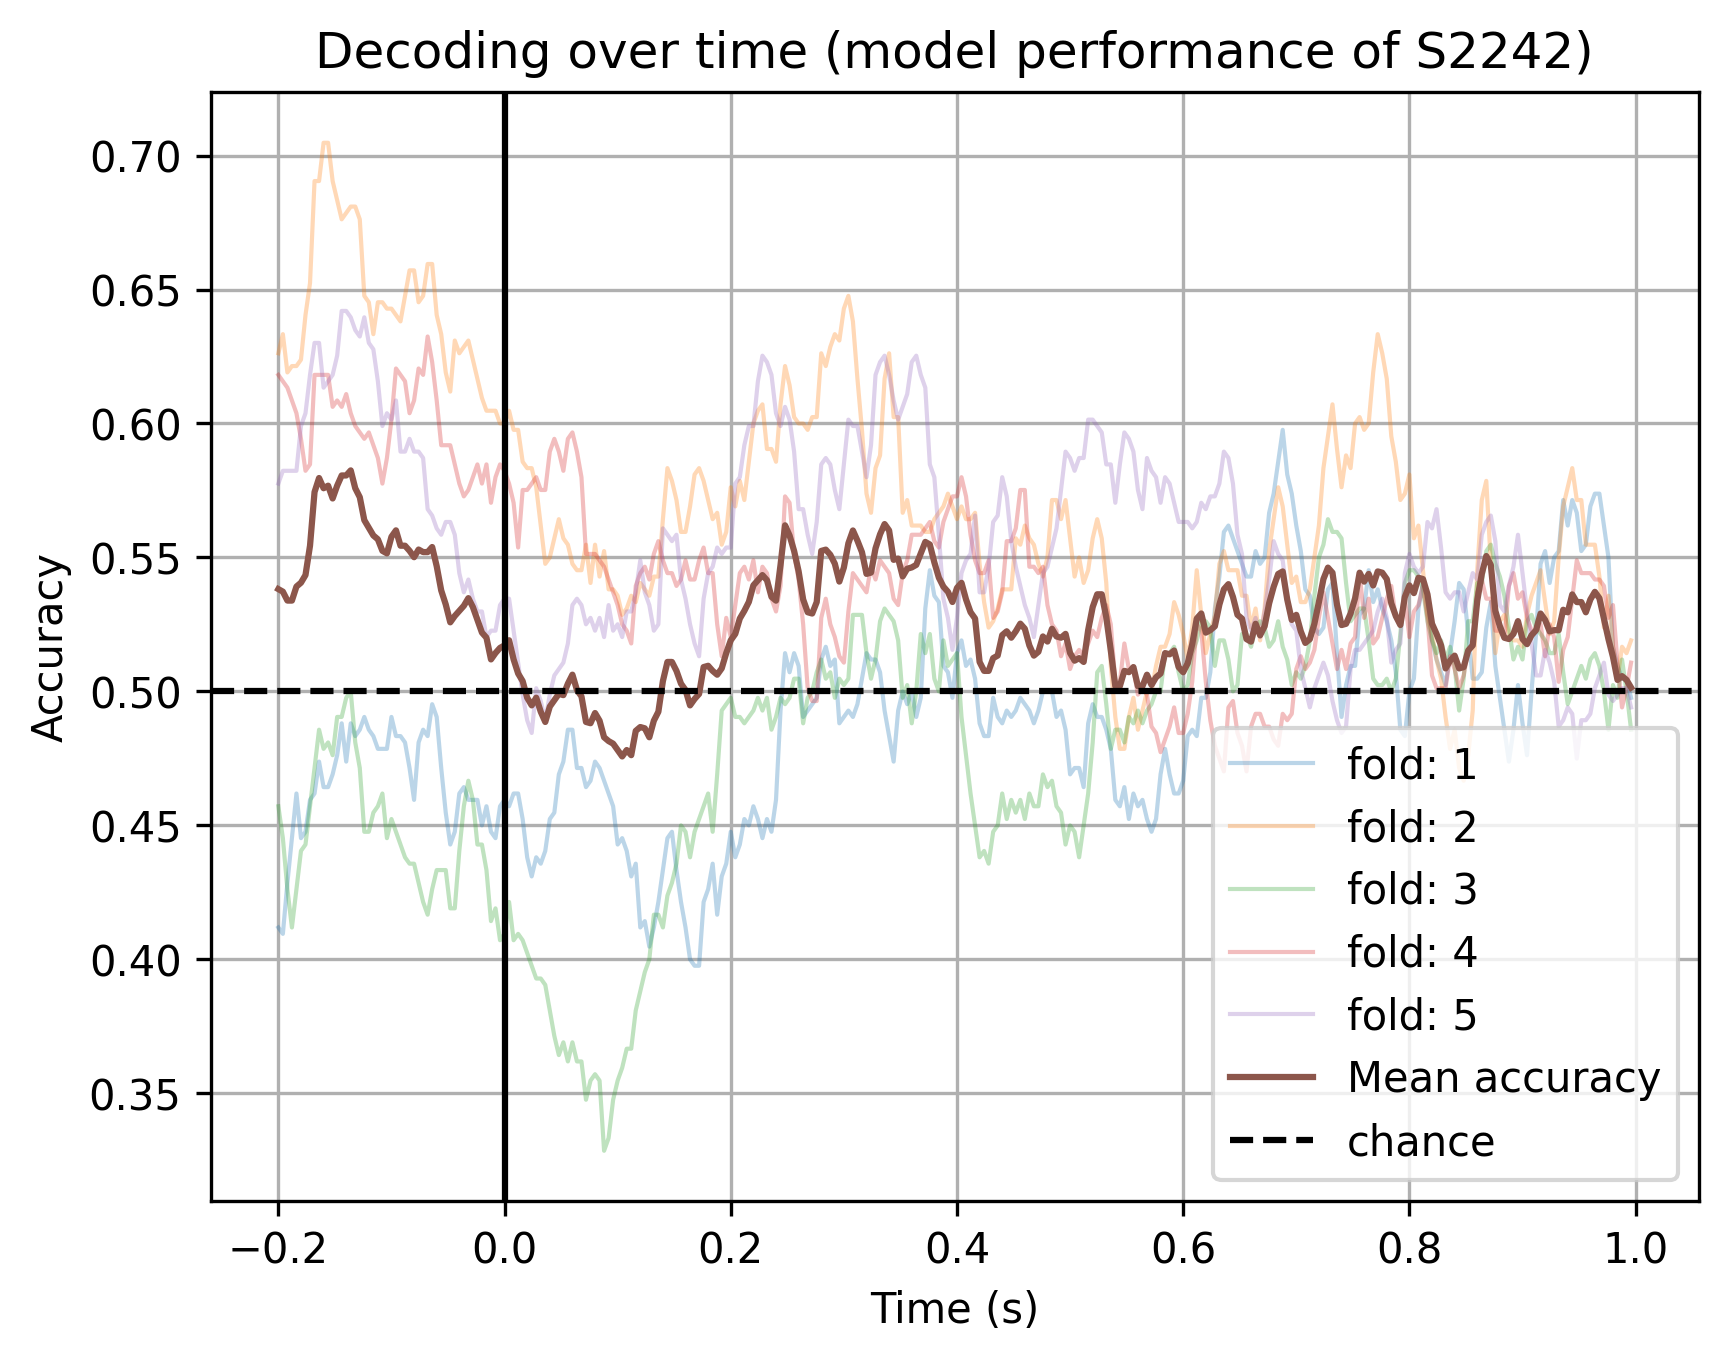 Decoding over time (model performance of S2242)
Accuracy
0.70
0.65
0.60
0.55
0.50
0.45
0.40
0.35
fold: 1
fold: 2
fold: 3
fold: 4
fold: 5
Mean accuracy
chance
−0.2 0.0 0.2 0.4 0.6 0.8 1.0
Time (s)